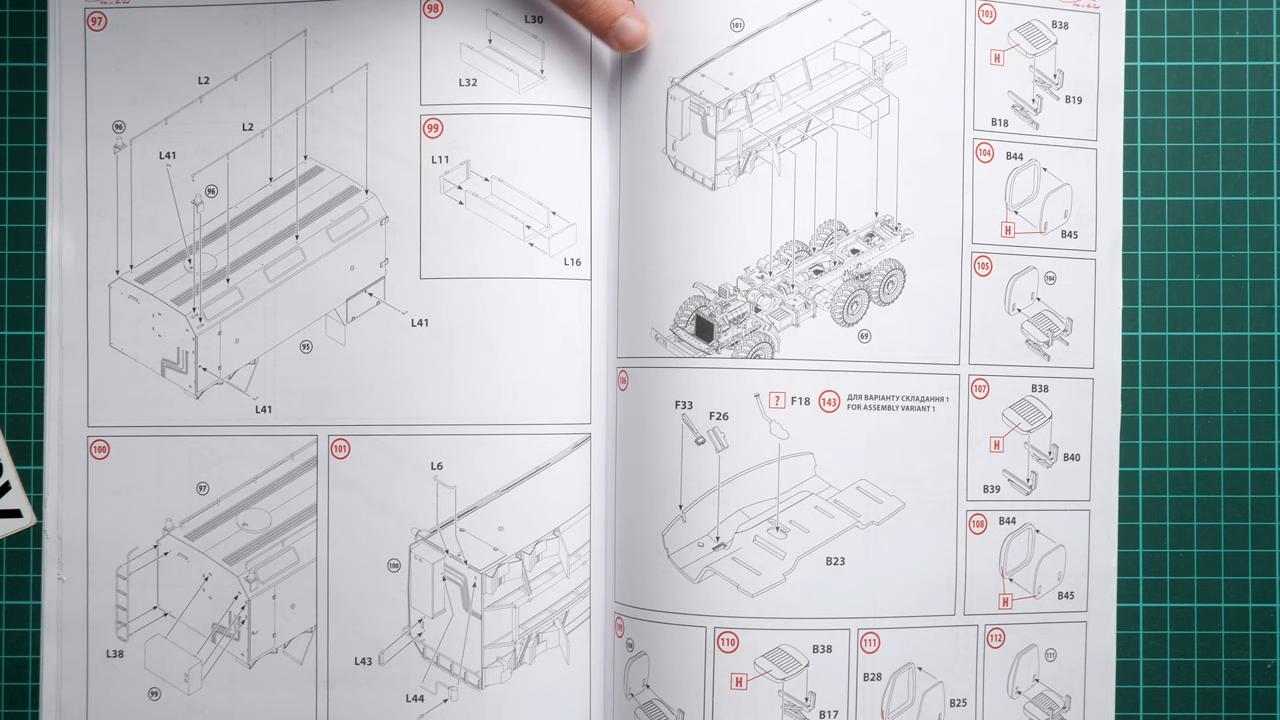 97
L2
L2
96
L41
96
L41
95
L41
98
L30
L32
99
L11
L16
100
97
L38
99
101
L6
100
L43
L44
101
69
103
B38
H
B19
B18
104
B44
H
B45
105
104
106
F33
F26
? F18 143 ДЛЯ ВАРІАНТУ СКЛАДАННЯ 1
FOR ASSEMBLY VARIANT 1
B23
107
B38
H
B40
B39
108
B44
H
B45
109
108
110
B38
H
B17
111
B28
B25
112
111